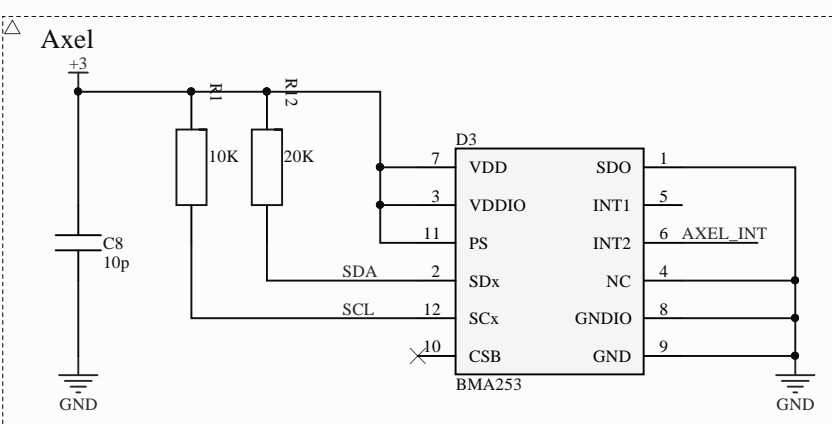 Axel
+3
R1
R12
10K
20K
C8
10p
GND
D3
7 VDD SDO 1
3 VDDIO INT1 5
11 PS INT2 6 AXEL_INT
SDA 2 SDx NC 4
SCL 12 SCx GNDIO 8
10 CSB GND 9
BMA253
GND